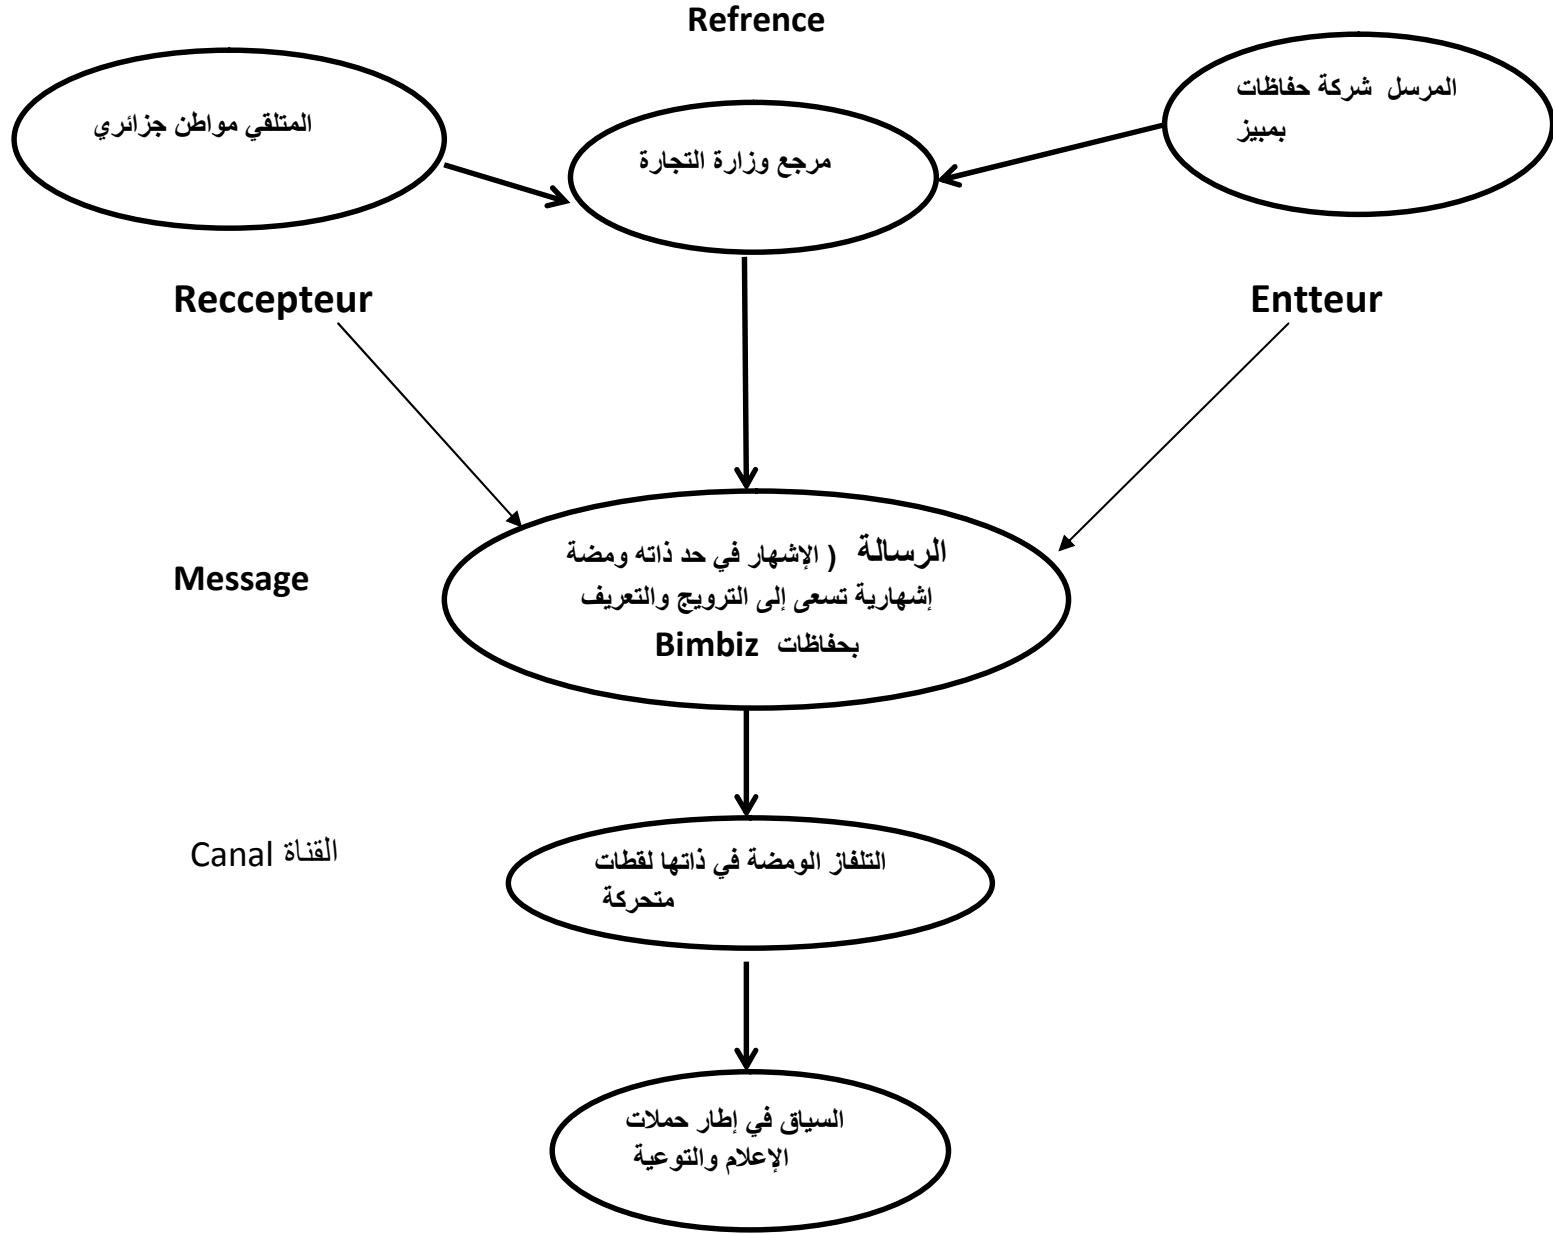 Refrence
المرسل شركة حفاظات
بمبيز
مرجع وزارة التجارة
المتلقي مواطن جزائري
Entteur
Reccepteur
الرسالة ( الإشهار في حد ذاته ومضة
إشهارية تسعى إلى الترويج والتعريف
بحفاظات Bimbiz
Message
التلفاز الومضة في ذاتها لقطات
متحركة
القناة Canal
السياق في إطار حملات
الإعلام والتوعية